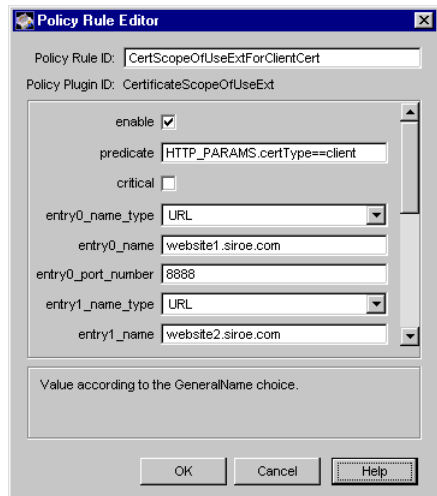 Policy Rule Editor
Policy Rule ID: CertScopeOfUseExtForClientCert
Policy Plugin ID: CertificateScopeOfUseExt
enable
predicate HTTP_PARAMS.certType==client
critical
entry0_name_type URL
entry0_name website1.siroe.com
entry0_port_number 8888
entry1_name_type URL
entry1_name website2.siroe.com
Value according to the GeneralName choice.
OK Cancel Help